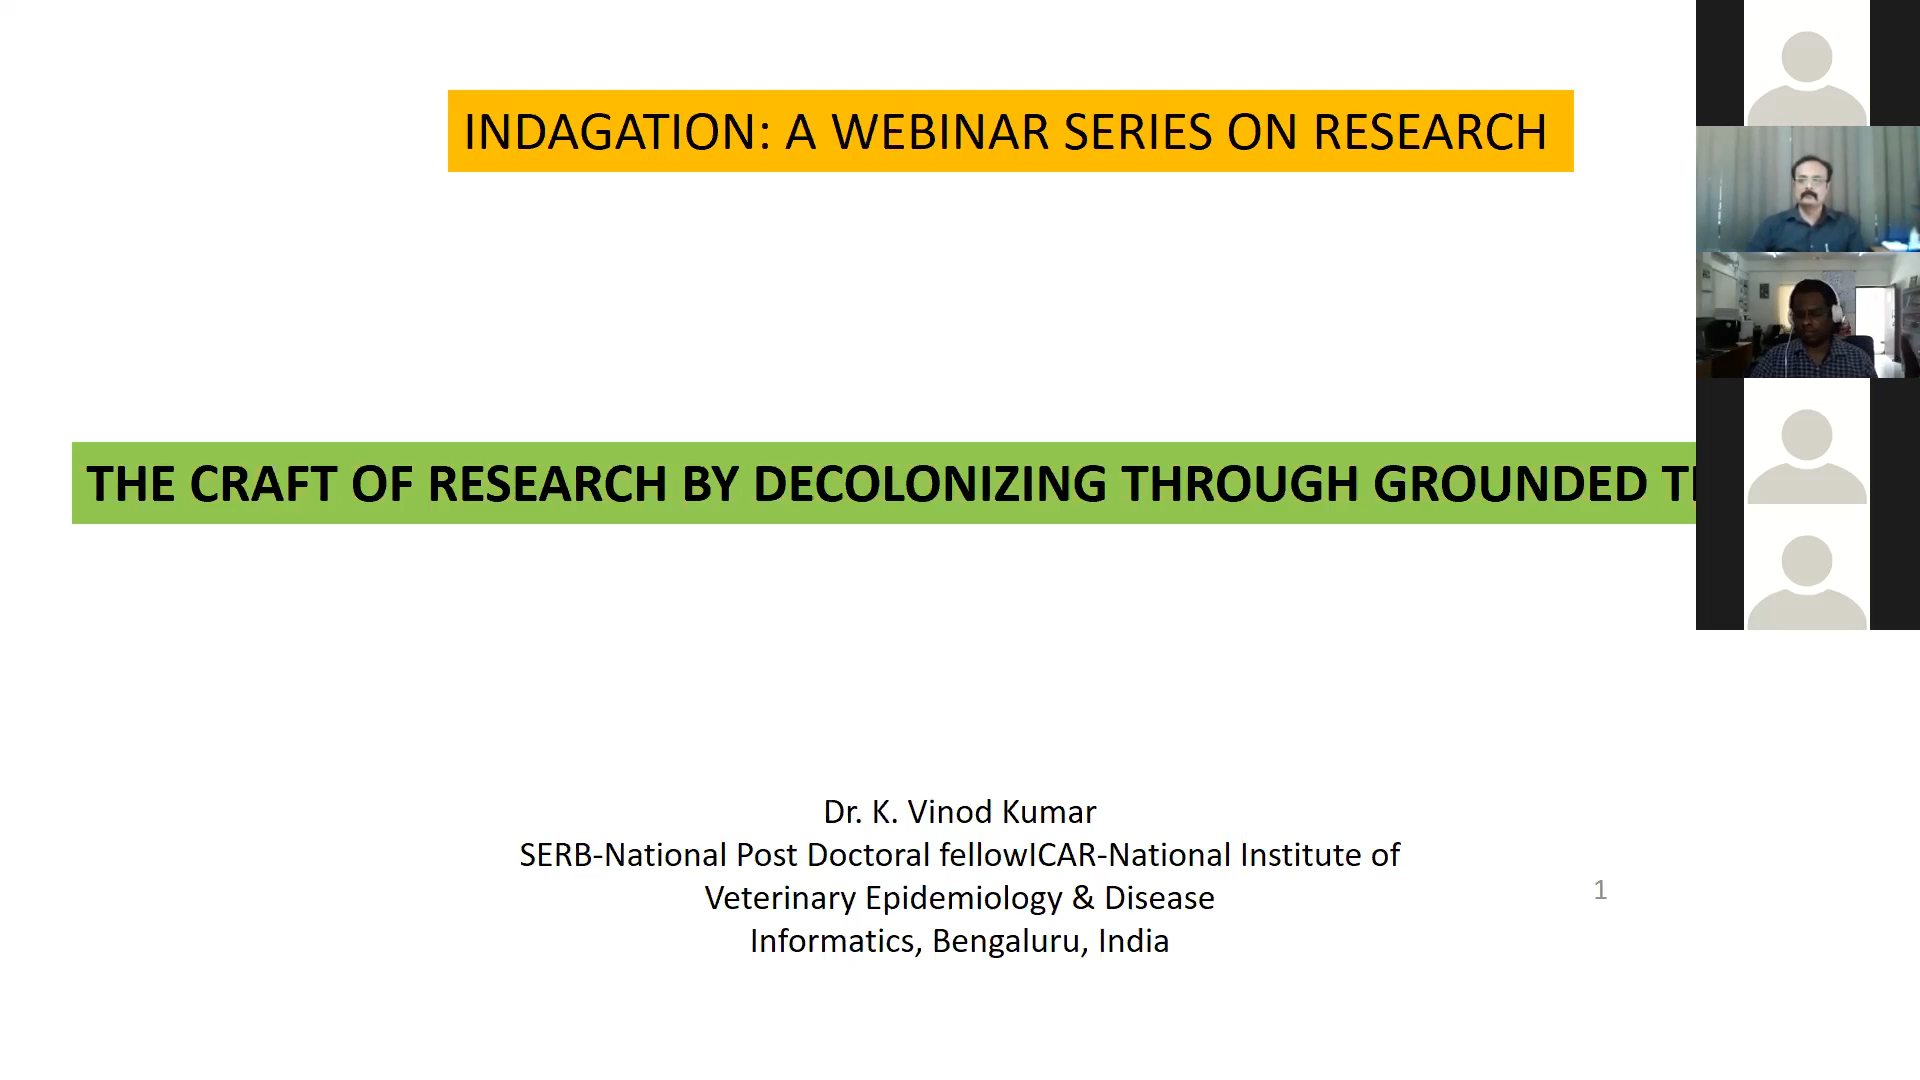 INDAGATION: A WEBINAR SERIES ON RESEARCH
THE CRAFT OF RESEARCH BY DECOLONIZING THROUGH GROUNDED
Dr. K. Vinod Kumar
SERB-National Post Doctoral fellowICAR-National Institute of
Veterinary Epidemiology & Disease
1
Informatics, Bengaluru, India